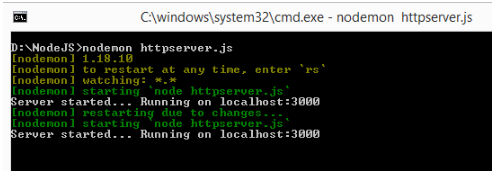 C:\windows\system32\cmd.exe - nodemon httpserver.js
D:\NodeJS>nodemon httpserver.js
[nodemon] 1.18.10
[nodemon] to restart at any time, enter `rs`
[nodemon] watching: *.*
[nodemon] starting `node httpserver.js`
Server started... Running on localhost:3000
[nodemon] restarting due to changes...
[nodemon] starting `node httpserver.js`
Server started... Running on localhost:3000